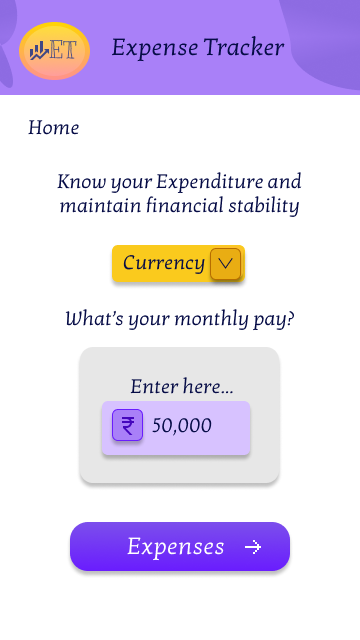 ET
Expense Tracker
Home
Know your Expenditure and
maintain financial stability
Currency
What's your monthly pay?
Enter here...
₹ 50,000
Expenses →